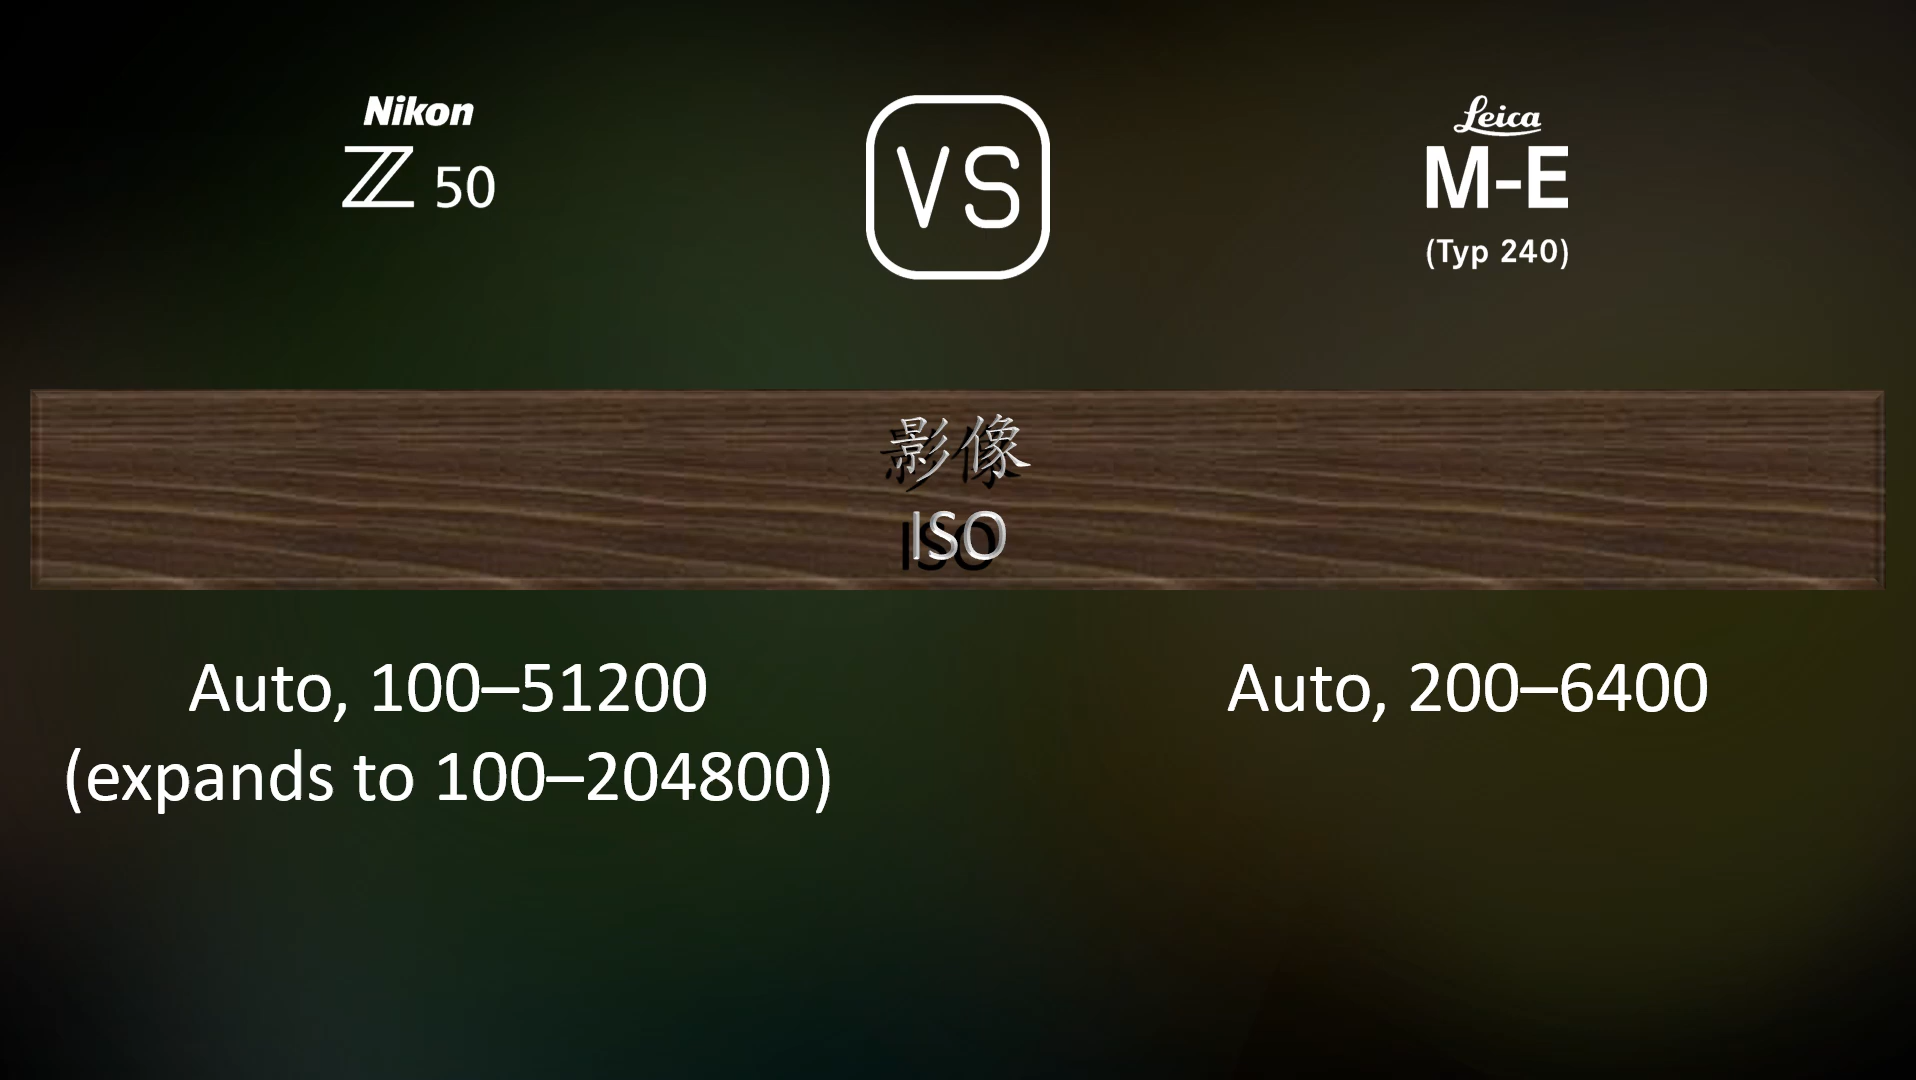 Nikon
Z 50
VS
Leica
M-E
(Typ 240)
影像
ISO
Auto, 100–51200
(expands to 100–204800)
Auto, 200–6400